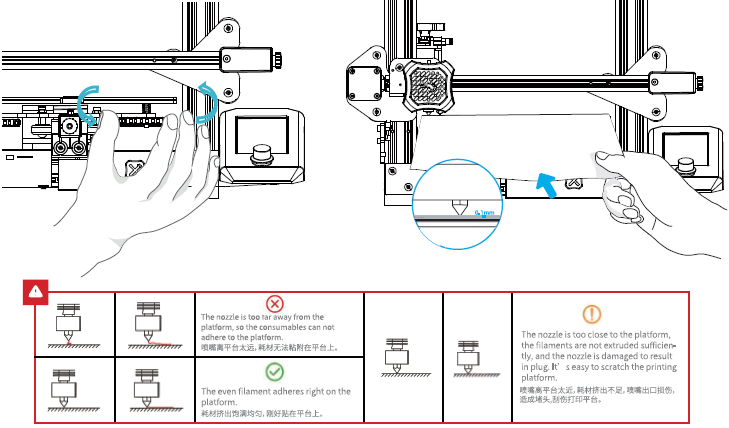 0.1mm
The nozzle is too far away from the
platform, so the consumables can not
adhere to the platform.
喷嘴离平台太远，耗材无法粘附在平台上。
The even filament adheres right on the
platform.
耗材挤出饱满均匀，刚好贴在平台上。
The nozzle is too close to the platform,
the filaments are not extruded sufficien-
tly, and the nozzle is damaged to result
in plug. It's easy to scratch the printing
platform.
喷嘴离平台太近，耗材挤出不足，喷嘴出口损伤，
造成堵头,刮伤打印平台。